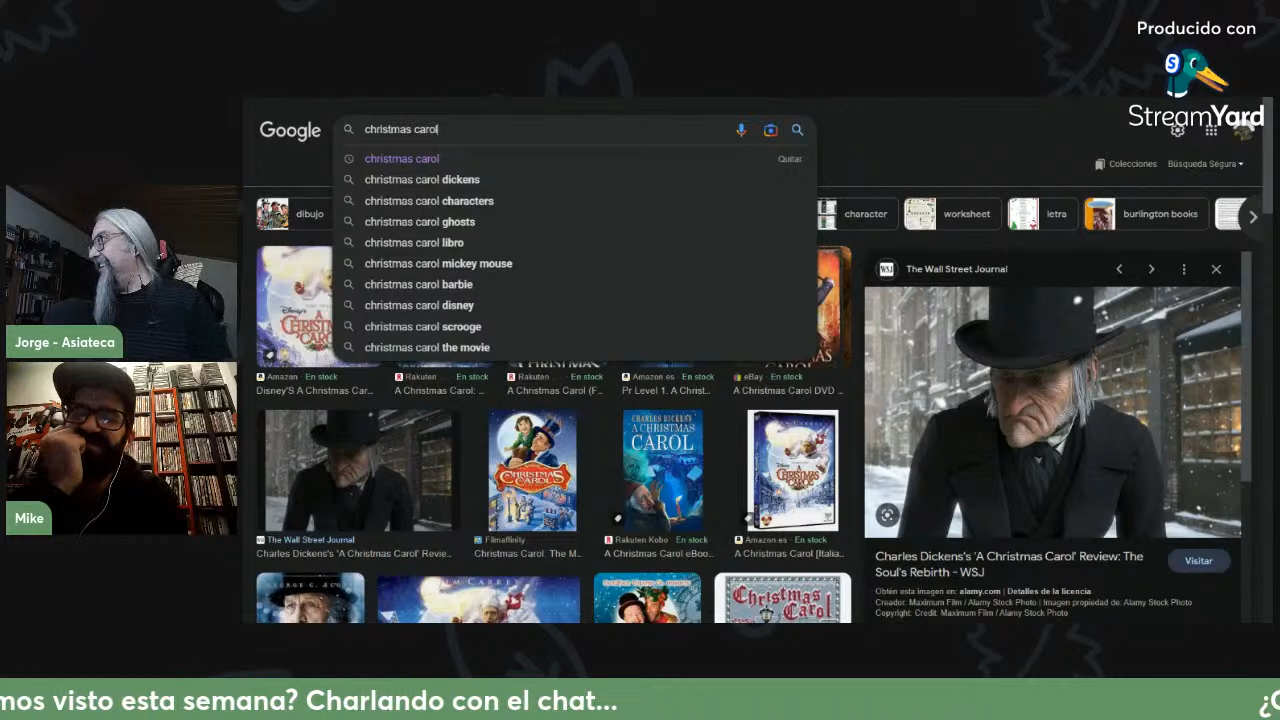 Producido con
StreamYard
Google
christmas carol
christmas carol
Quitar
christmas carol dickens
christmas carol characters
christmas carol ghosts
christmas carol libro
christmas carol mickey mouse
christmas carol barbie
christmas carol disney
christmas carol scrooge
christmas carol the movie
Colecciones
Búsqueda Segura
dibujo
character
worksheet
letra
burlington books
Amazon · En stock
Disney'S A Christmas Car...
Rakuten ... · En stock
A Christmas Carol: ...
Rakuten ... · En stock
A Christmas Carol (F...
Amazon.es · En stock
Pr Level 1. A Christ...
eBay · En stock
A Christmas Carol DVD ...
The Wall Street Journal
Charles Dickens's 'A Christmas Carol' Revie...
Filmaffinity
Christmas Carol. The M...
CHARLES DICKENS
A CHRISTMAS
CAROL
Rakuten Kobo · En stock
A Christmas Carol eBoo...
Amazon.es · En stock
A Christmas Carol [Italia...
GEORGE C. SCOTT
Christmas
Carol
WSJ
The Wall Street Journal
Charles Dickens's 'A Christmas Carol' Review: The
Soul's Rebirth - WSJ
Visitar
Obtén esta imagen en: alamy.com | Detalles de la licencia
Creador: Maximum Film / Alamy Stock Photo | Imagen propiedad de: Alamy Stock Photo
Copyright: Credit: Maximum Film / Alamy Stock Photo
Jorge - Asiateca
Mike
mos visto esta semana? Charlando con el chat...
¿